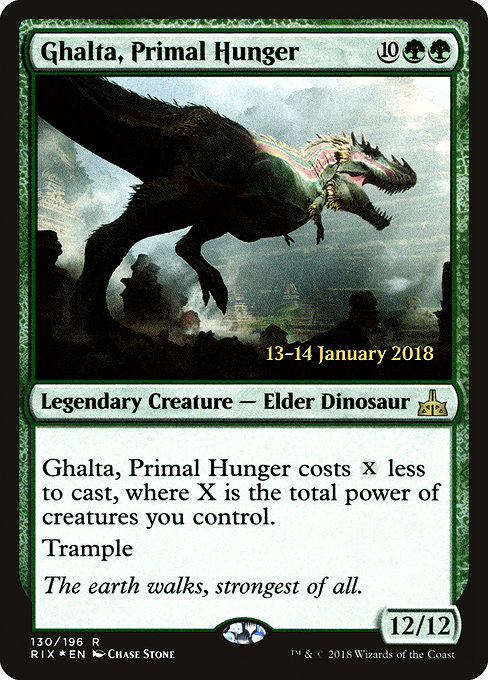 Ghalta, Primal Hunger 10
13–14 January 2018
Legendary Creature — Elder Dinosaur
Ghalta, Primal Hunger costs X less
to cast, where X is the total power of
creatures you control.
Trample
The earth walks, strongest of all.
12/12
130/196 R
RIX★EN Chase Stone
™ & © 2018 Wizards of the Coast